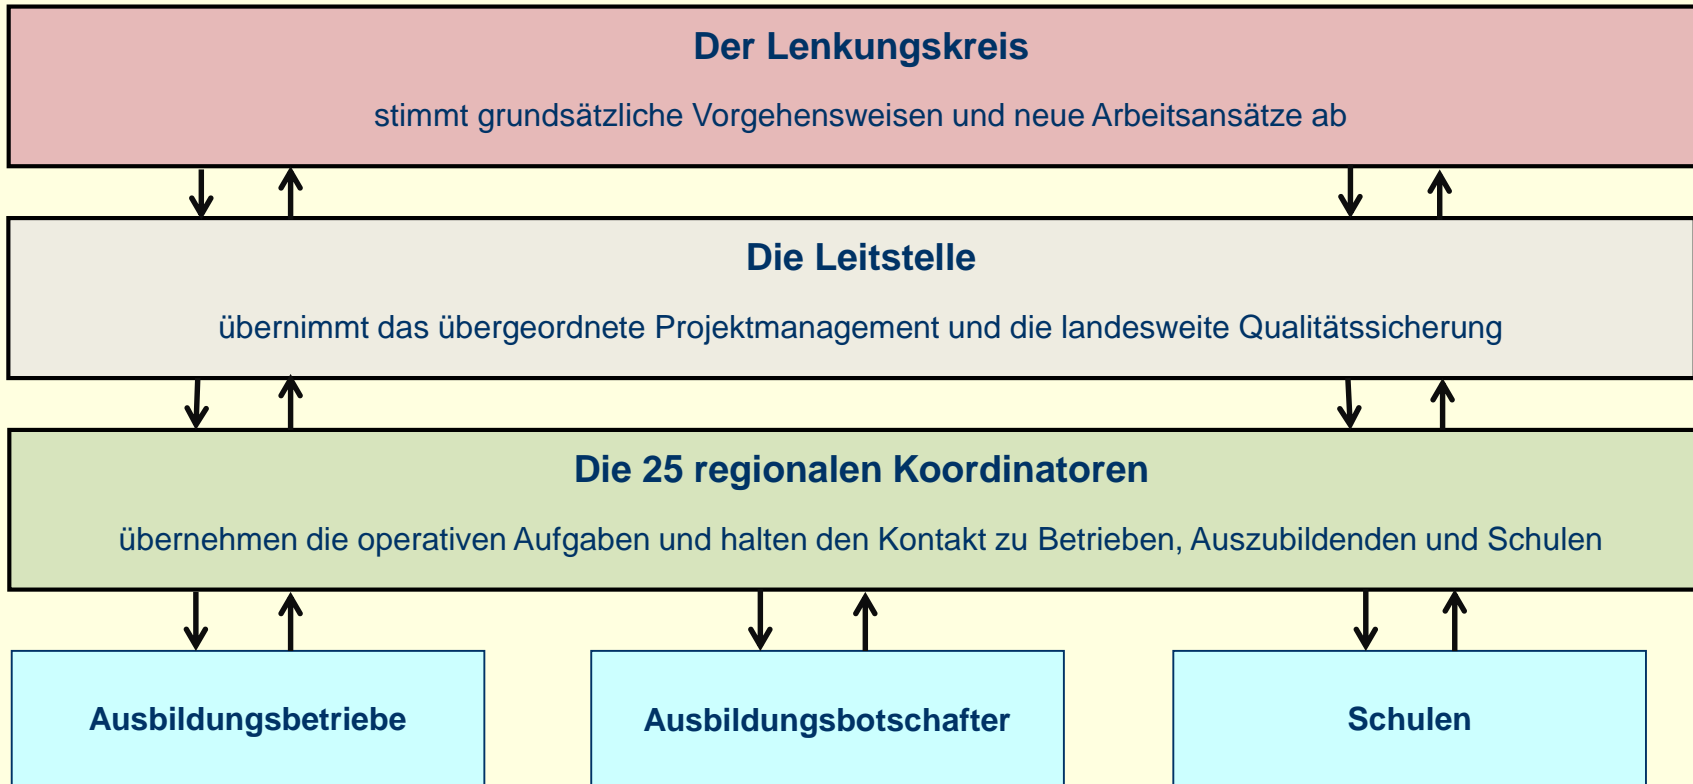 Der Lenkungskreis
stimmt grundsätzliche Vorgehensweisen und neue Arbeitsansätze ab
Die Leitstelle
übernimmt das übergeordnete Projektmanagement und die landesweite Qualitätssicherung
Die 25 regionalen Koordinatoren
übernehmen die operativen Aufgaben und halten den Kontakt zu Betrieben, Auszubildenden und Schulen
Ausbildungsbetriebe
Ausbildungsbotschafter
Schulen